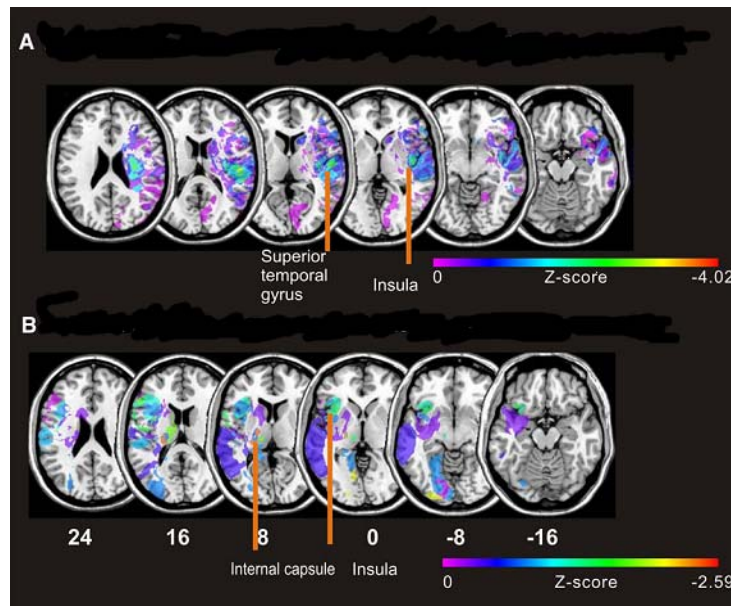 A
Superior
temporal
gyrus
Insula
0 Z-score -4.02
B
24 16 8 0 -8 -16
Internal capsule Insula
0 Z-score -2.59